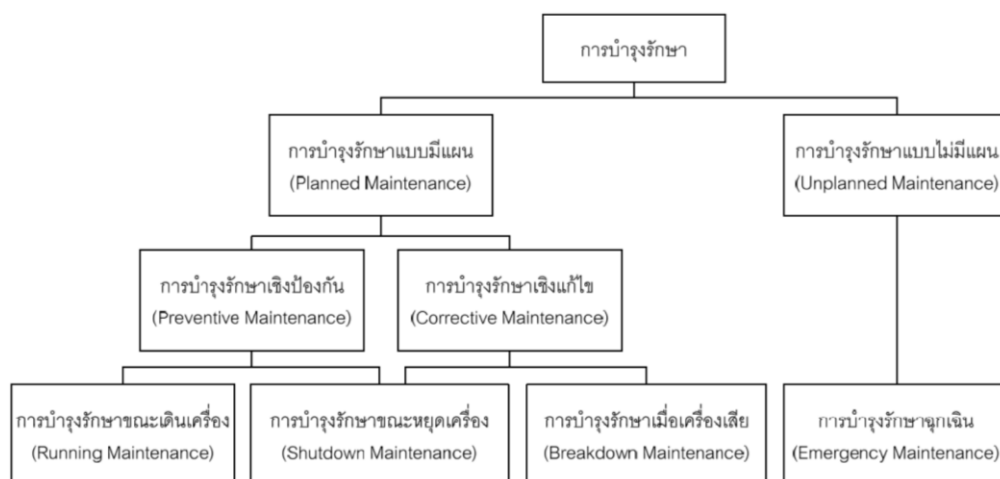 การบำรุงรักษา
การบำรุงรักษาแบบมีแผน
(Planned Maintenance)
การบำรุงรักษาแบบไม่มีแผน
(Unplanned Maintenance)
การบำรุงรักษาเชิงป้องกัน
(Preventive Maintenance)
การบำรุงรักษาเชิงแก้ไข
(Corrective Maintenance)
การบำรุงรักษาขณะเดินเครื่อง
(Running Maintenance)
การบำรุงรักษาขณะหยุดเครื่อง
(Shutdown Maintenance)
การบำรุงรักษาเมื่อเครื่องเสีย
(Breakdown Maintenance)
การบำรุงรักษาฉุกเฉิน
(Emergency Maintenance)